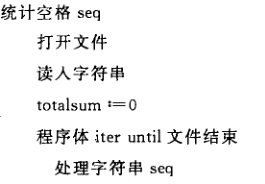 统计空格 seq
打开文件
读入字符串
totalsum :=0
程序体 iter until 文件结束
处理字符串 seq